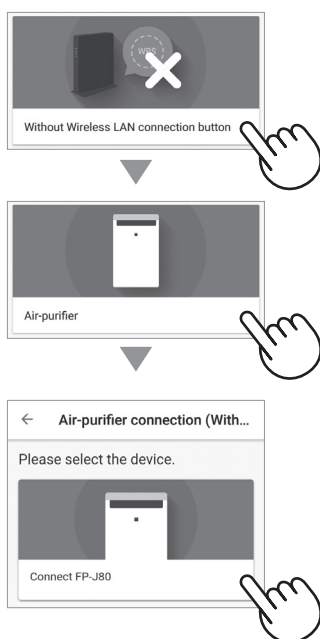 WPS
Without Wireless LAN connection button
Air-purifier
← Air-purifier connection (With...
Please select the device.
Connect FP-J80